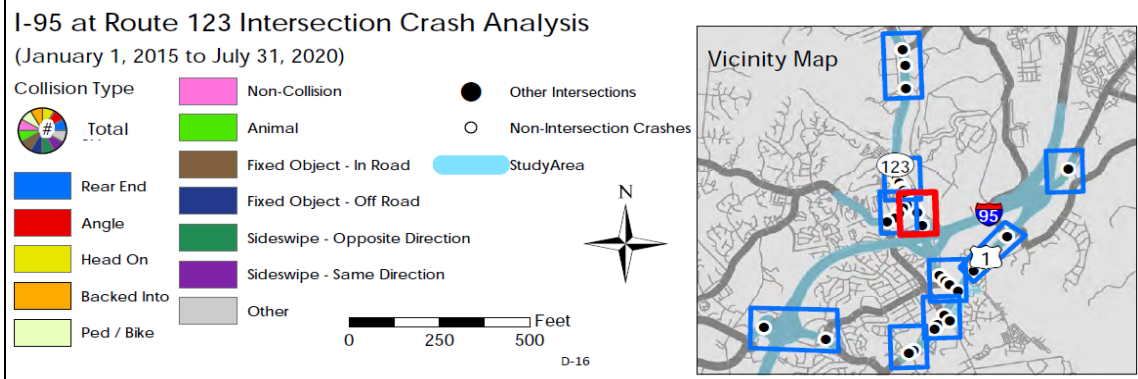 I-95 at Route 123 Intersection Crash Analysis
(January 1, 2015 to July 31, 2020)
Collision Type
# Total
Rear End
Angle
Head On
Backed Into
Ped / Bike
Non-Collision
Animal
Fixed Object - In Road
Fixed Object - Off Road
Sideswipe - Opposite Direction
Sideswipe - Same Direction
Other
Other Intersections
Non-Intersection Crashes
StudyArea
N
Feet
0 250 500
D-16
Vicinity Map
123
95
1